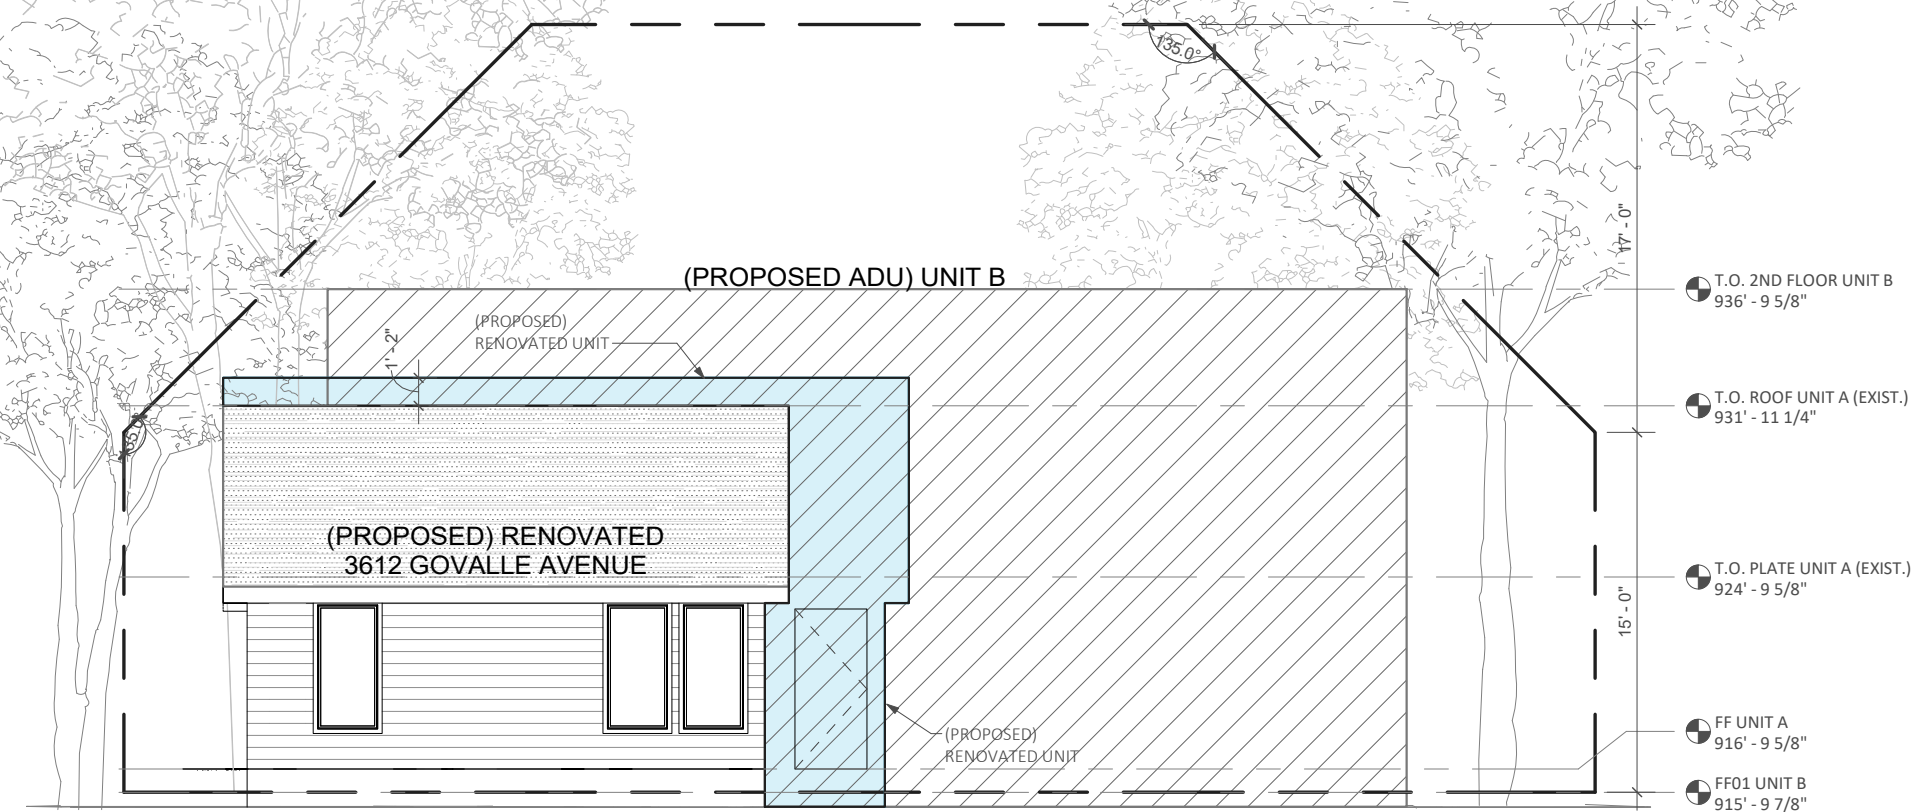 135.0°
17' - 0"
(PROPOSED ADU) UNIT B
T.O. 2ND FLOOR UNIT B
936' - 9 5/8"
(PROPOSED)
RENOVATED UNIT
1' - 2"
T.O. ROOF UNIT A (EXIST.)
931' - 11 1/4"
(PROPOSED) RENOVATED
3612 GOVALLE AVENUE
T.O. PLATE UNIT A (EXIST.)
924' - 9 5/8"
15' - 0"
(PROPOSED)
RENOVATED UNIT
FF UNIT A
916' - 9 5/8"
FF01 UNIT B
915' - 9 7/8"